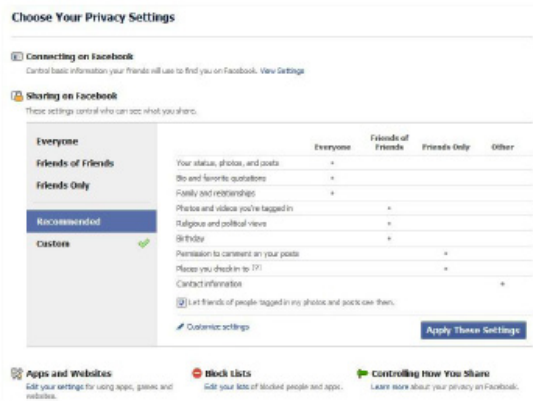 Choose Your Privacy Settings
Connecting on Facebook
Control basic information your friends will use to find you on Facebook. View Settings
Sharing on Facebook
These settings control who can see what you share.
Everyone
Friends of Friends
Friends Only
Recommended
Custom
Everyone Friends of Friends Friends Only Other
Your status, photos, and posts
Bio and favorite quotations
Family and relationships
Photos and videos you're tagged in
Religious and political views
Birthday
Permission to comment on your posts
Places you check in to [?]
Contact information
Let friends of people tagged in my photos and posts see them.
Customize settings
Apply These Settings
Apps and Websites
Edit your settings for using apps, games and
websites.
Block Lists
Edit your lists of blocked people and apps.
Controlling How You Share
Learn more about your privacy on Facebook.